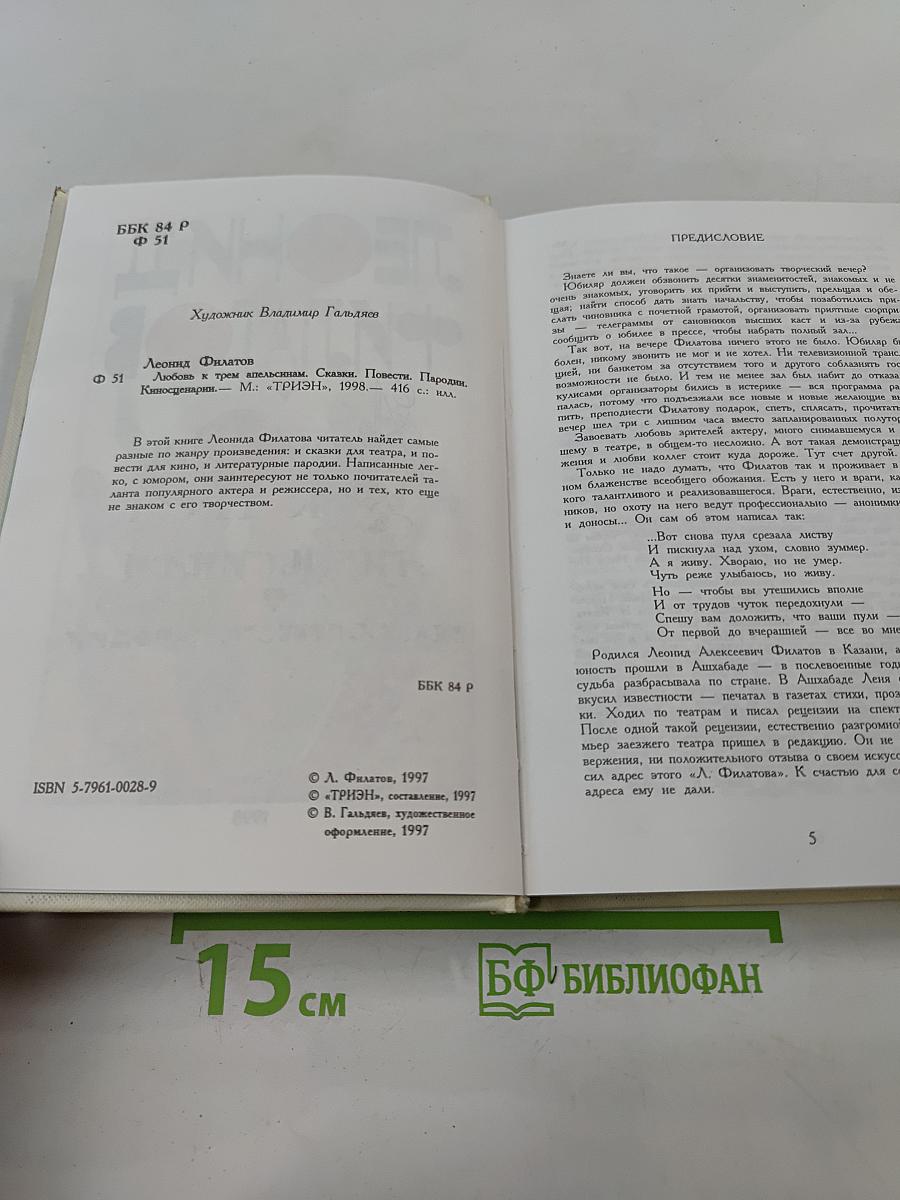 ББК 84 Р
Ф 51
Художник Владимир Гальдяев
Леонид Филатов
Ф 51 Любовь к трем апельсинам. Сказки. Повести. Пародии.
Киносценарии.— М.: «ТРИЭН», 1998.— 416 с.: илл.
В этой книге Леонида Филатова читатель найдет самые
разные по жанру произведения: и сказки для театра, и по-
вести для кино, и литературные пародии. Написанные лег-
ко, с юмором, они заинтересуют не только почитателей та-
ланта популярного актера и режиссера, но и тех, кто еще
не знаком с его творчеством.
ББК 84 Р
ISBN 5-7961-0028-9
© Л. Филатов, 1997
© «ТРИЭН», составление, 1997
© В. Гальдяев, художественное
оформление, 1997
ПРЕДИСЛОВИЕ
Знаете ли вы, что такое — организовать творческий вечер?
Юбиляр должен обзвонить десятки знаменитостей, знакомых и не
очень знакомых, уговорить их прийти и выступить, прельщая и обе-
щая; найти способ дать знать начальству, чтобы позаботились при-
слать чиновника с почетной грамотой, организовать приятные сюрпри
зы — телеграммы от сановников высших каст и из-за рубежа
сообщить о юбилее в прессе, чтобы набрать полный зал...
Так вот, на вечере Филатова ничего этого не было. Юбиляр бы
болен, никому звонить не мог и не хотел. Ни телевизионной транс
цией, ни банкетом за отсутствием того и другого соблазнять гос
возможности не было. И тем не менее зал был набит до отказа
кулисами организаторы бились в истерике — вся программа ра
палась, потому что подъезжали все новые и новые желающие вы
пить, преподнести Филатову подарок, спеть, сплясать, прочитать
вечер шел три с лишним часа вместо запланированных полутор
Завоевать любовь зрителей актеру, много снимавшемуся и
шему в театре, в общем-то несложно. А вот такая демонстраци
жения и любви коллег стоит куда дороже. Тут счет другой.
Только не надо думать, что Филатов так и проживает в
ном блаженстве всеобщего обожания. Есть у него и враги, ка
кого талантливого и реализовавшегося. Враги, естественно, из
ников, но охоту на него ведут профессионально — анонимки
и доносы... Он сам об этом написал так:
...Вот снова пуля срезала листву
И пискнула над ухом, словно зуммер.
А я живу. Хвораю, но не умер.
Чуть реже улыбаюсь, но живу.
Но — чтобы вы утешились вполне
И от трудов чуток передохнули —
Спешу вам доложить, что ваши пули —
От первой до вчерашней — все во мне
Родился Леонид Алексеевич Филатов в Казани, а
юность прошли в Ашхабаде — в послевоенные год
судьба разбрасывала по стране. В Ашхабаде Леня
вкусил известности — печатал в газетах стихи, проз
ки. Ходил по театрам и писал рецензии на спект
После одной такой рецензии, естественно разгромной
мьер заезжего театра пришел в редакцию. Он не
вержения, ни положительного отзыва о своем искусс
сил адрес этого «Л. Филатова». К счастью для се
адреса ему не дали.
5
15 см
БФ БИБЛИОФАН